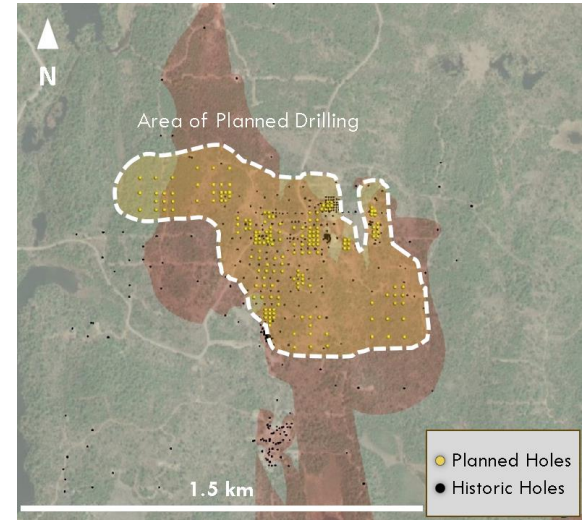 N
Area of Planned Drilling
1.5 km
Planned Holes
Historic Holes